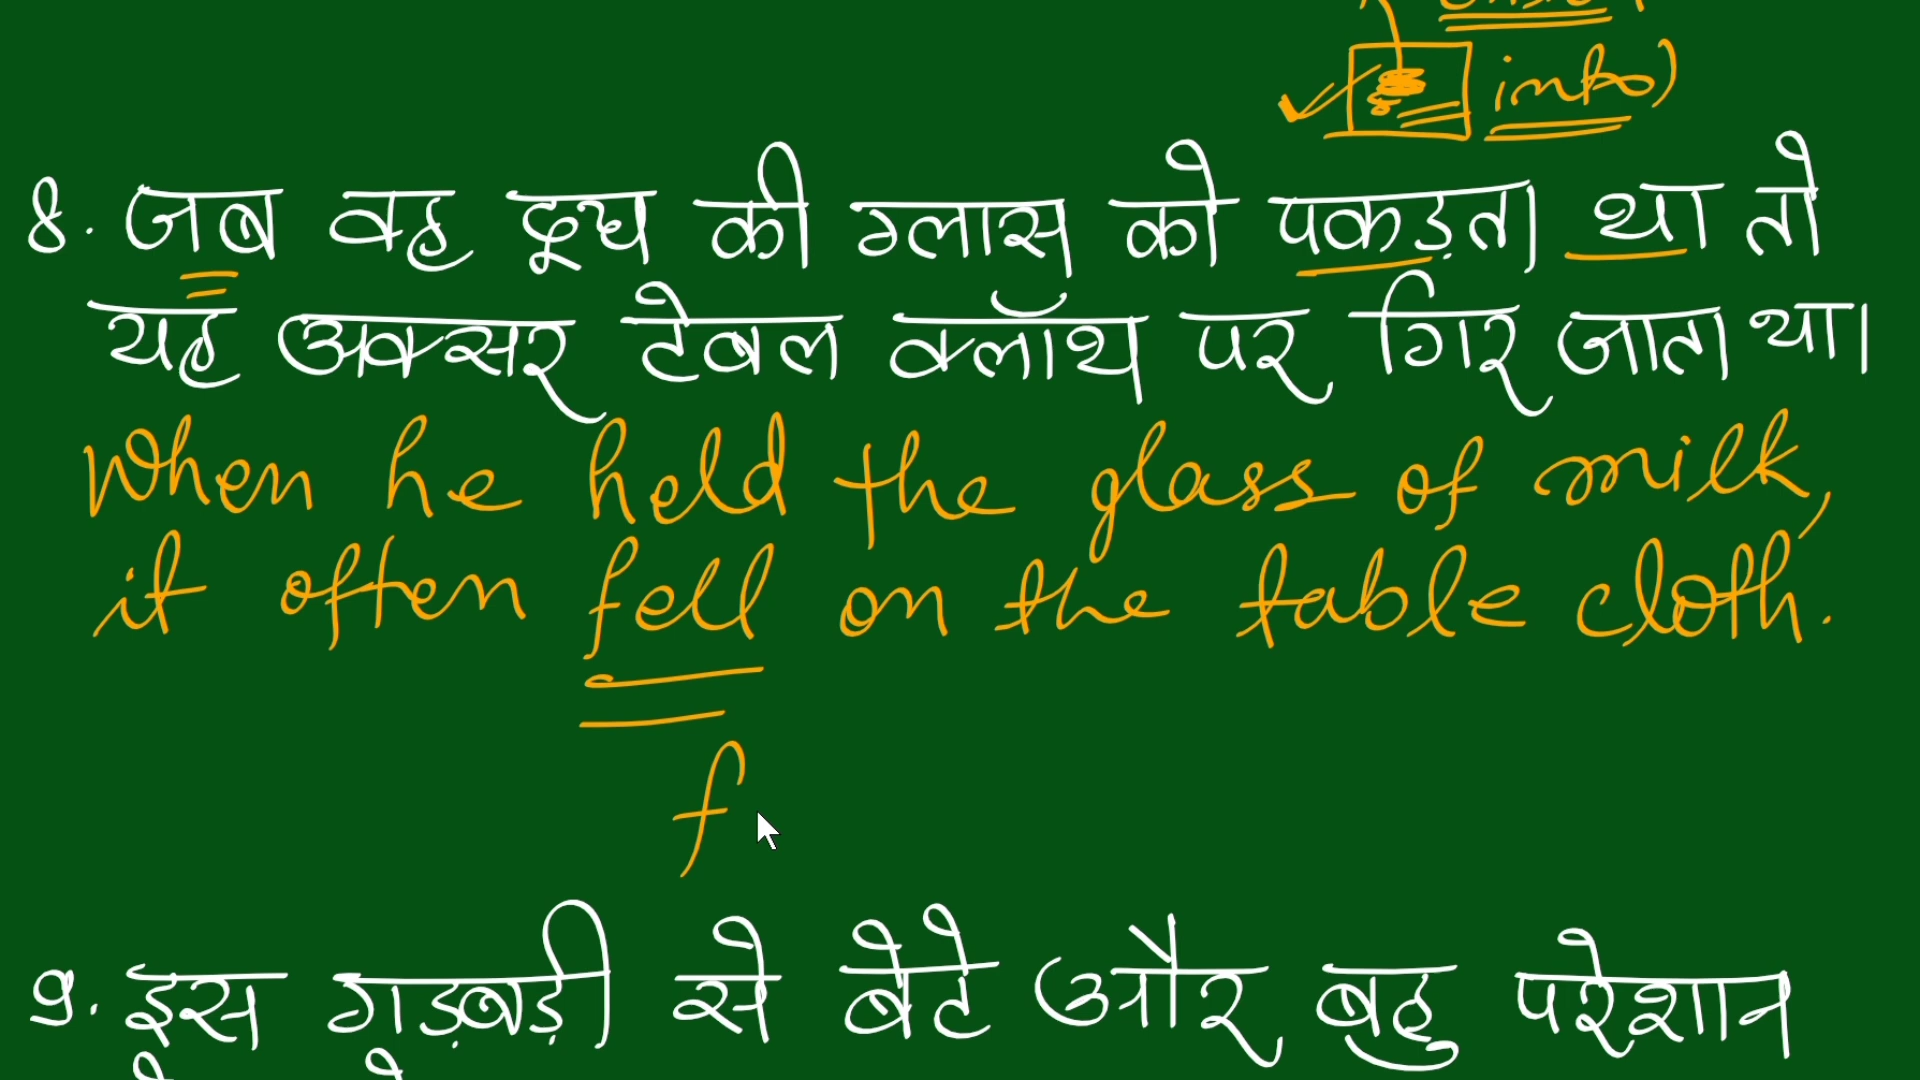 into)
8. जब वह दूध की ग्लास को पकड़ता था तो
यह अक्सर टेबल क्लॉथ पर गिर जाता था।
When he held the glass of milk,
it often fell on the table cloth.
f
9. इस गड़बड़ी से बेटे और बहु परेशान